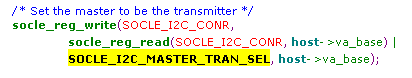 /* Set the master to be the transmitter */
socle_reg_write(SOCLE_I2C_CONR,
socle_reg_read(SOCLE_I2C_CONR, host->va_base) |
SOCLE_I2C_MASTER_TRAN_SEL, host->va_base);